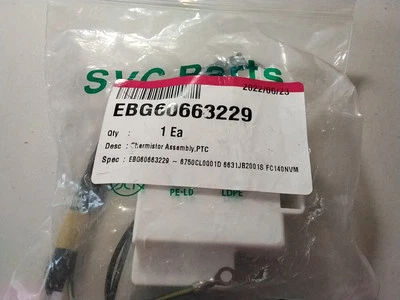 SVC Parts
2022/06/23
EBG60663229
Qty : 1 Ea
Desc : Thermistor Assembly,PTC
Spec : EBG60663229 - 6750CL0001D 6631JB2001S FC140NVM
PE-LD LDPE